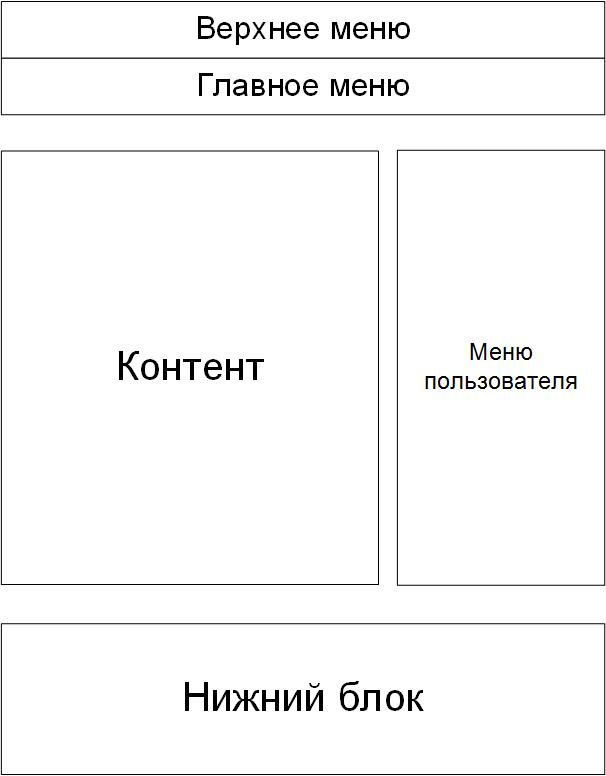 Верхнее меню
Главное меню
Контент
Меню
пользователя
Нижний блок